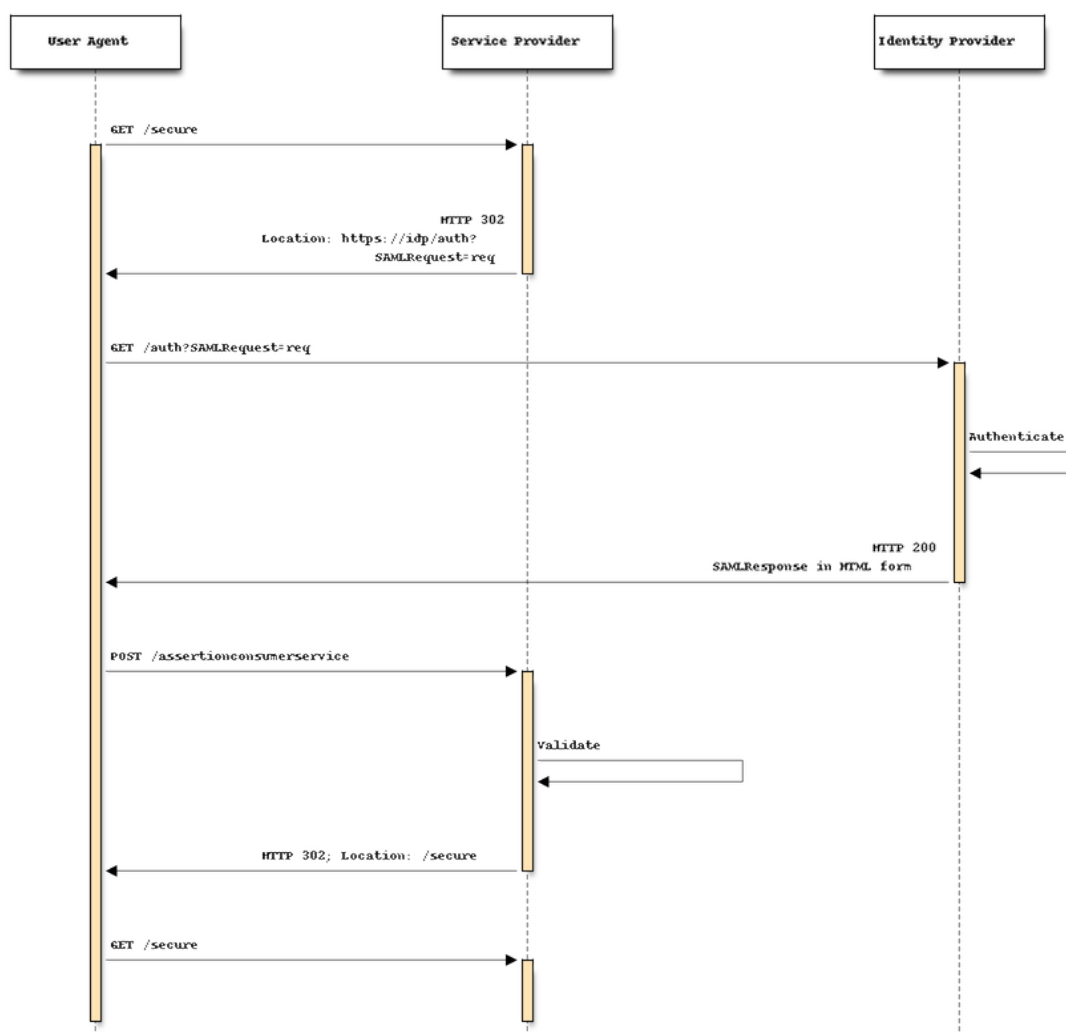 User Agent
Service Provider
Identity Provider
GET /secure
HTTP 302
Location: https://idp/auth?
SAMLRequest=req
GET /auth?SAMLRequest=req
Authenticate
HTTP 200
SAMLResponse in HTML form
POST /assertionconsumerservice
Validate
HTTP 302; Location: /secure
GET /secure